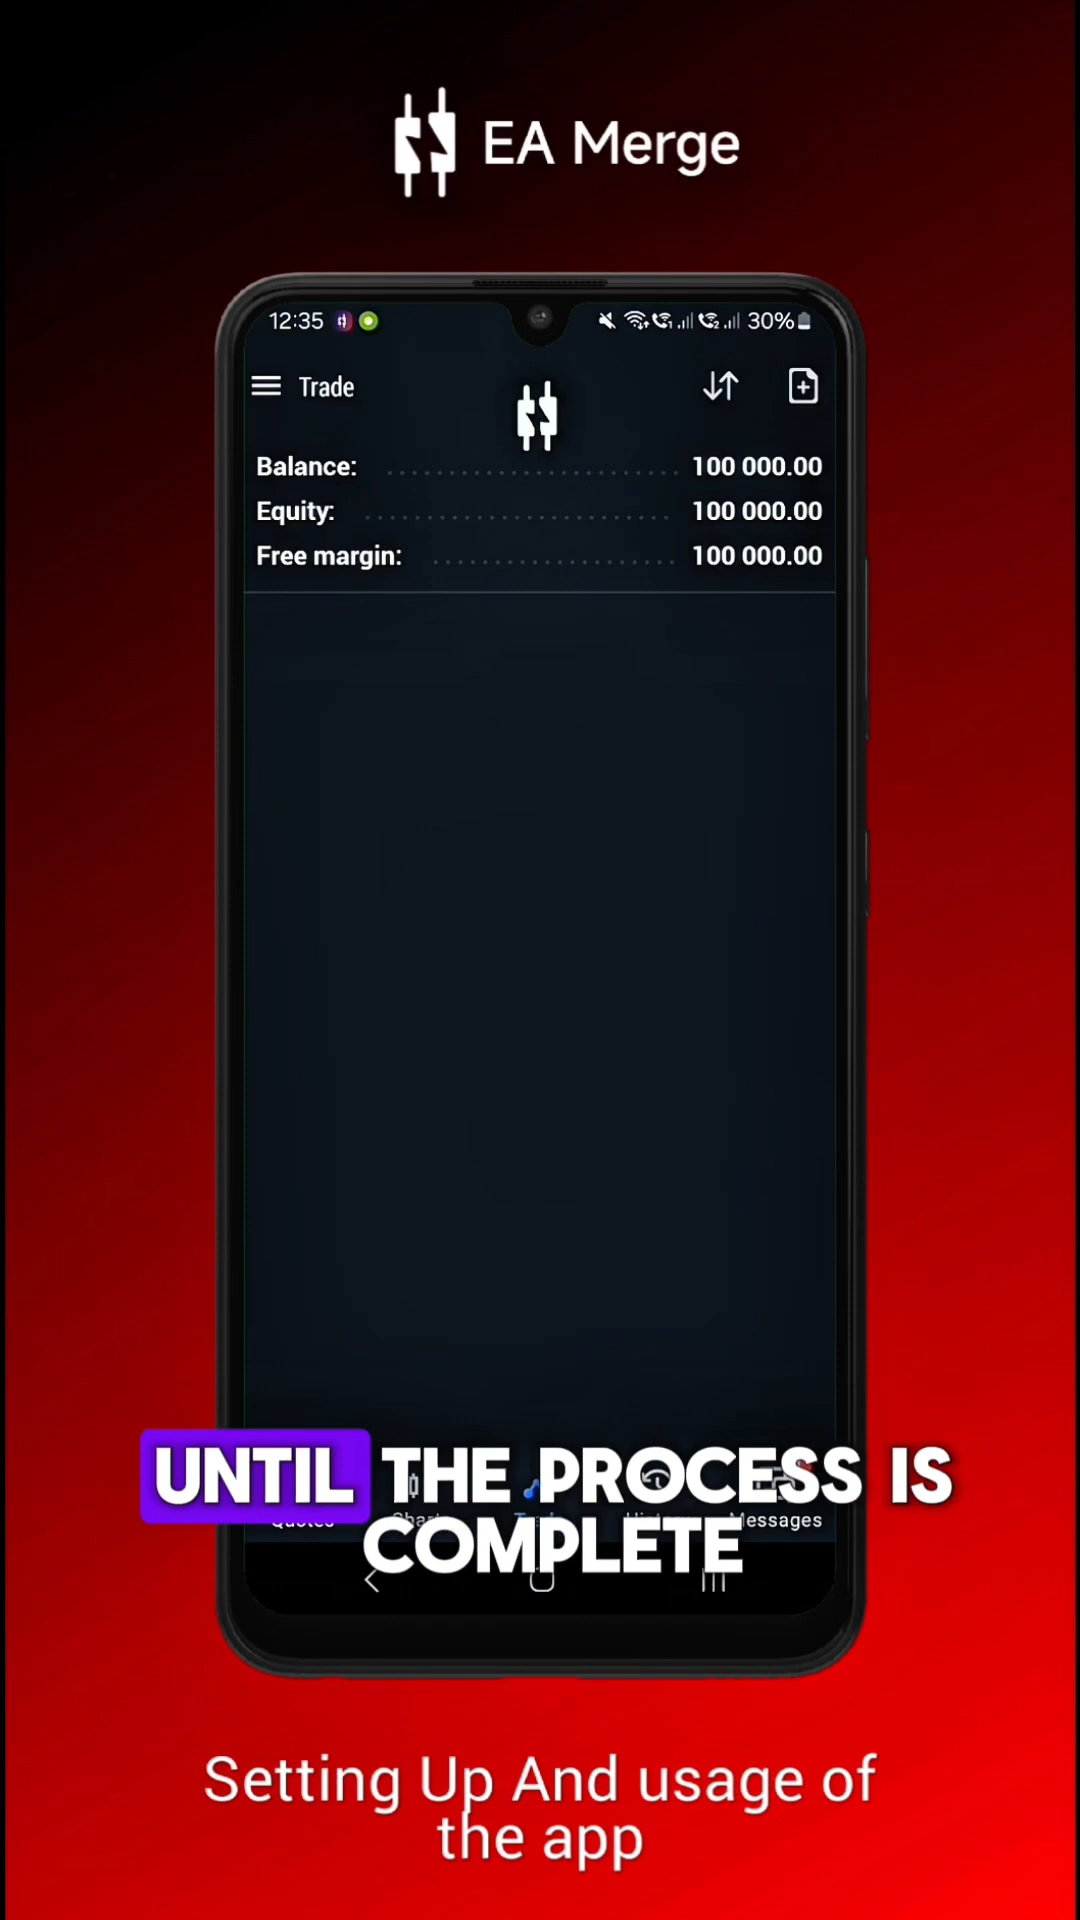 EA Merge
12:35
30%
Trade
Balance: 100 000.00
Equity: 100 000.00
Free margin: 100 000.00
UNTIL THE PROCESS IS
COMPLETE
Messages
Setting Up And usage of
the app